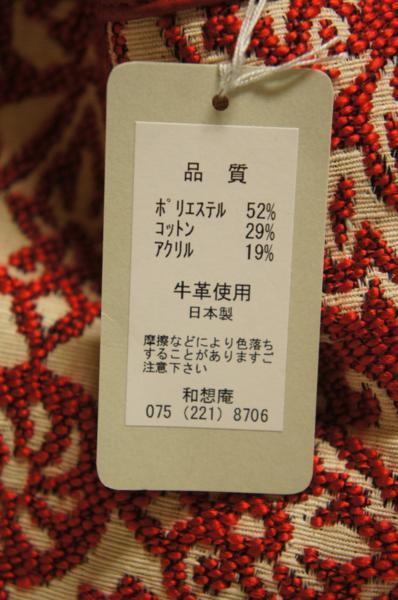 品 質
ポリエステル 52%
コットン 29%
アクリル 19%
牛革使用
日本製
摩擦などにより色落ち
することがありますご
注意下さい
和想庵
075 (221) 8706